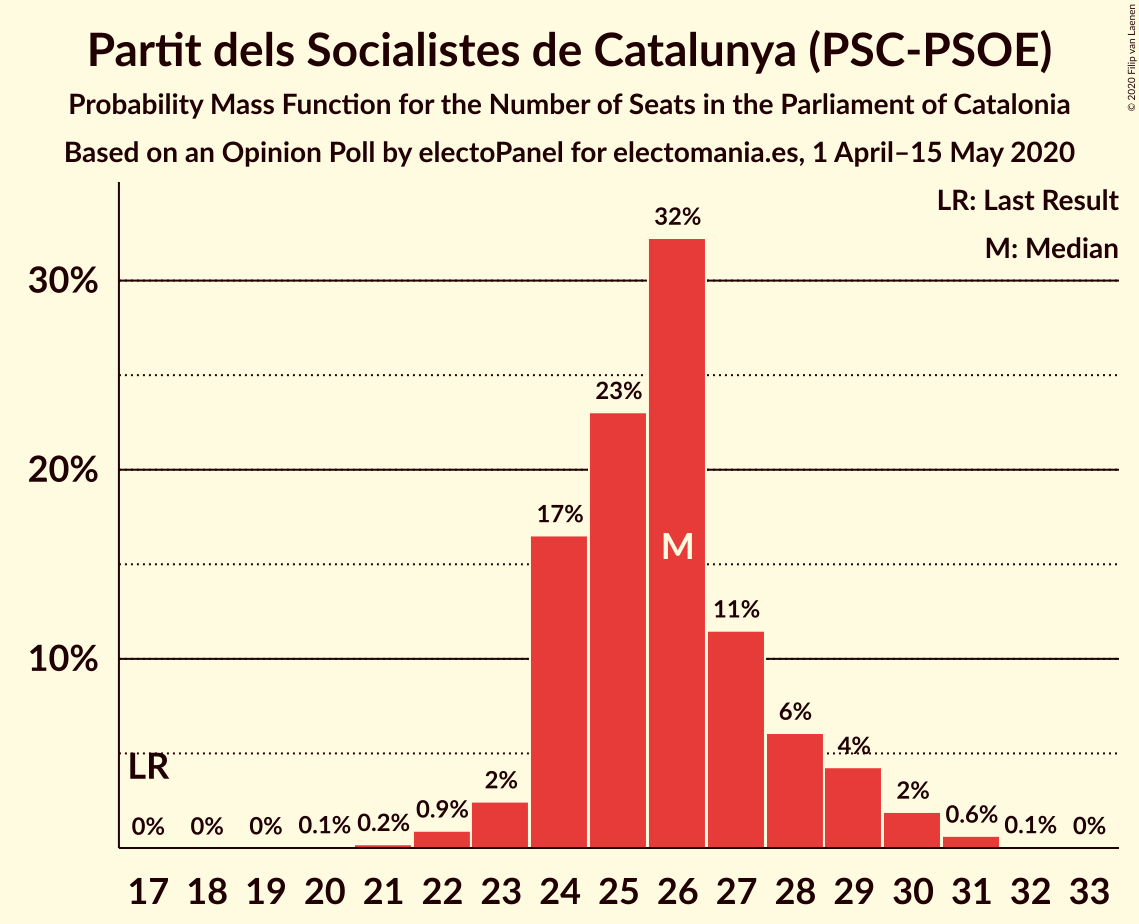 Partit dels Socialistes de Catalunya (PSC-PSOE)
Probability Mass Function for the Number of Seats in the Parliament of Catalonia
Based on an Opinion Poll by electoPanel for electomania.es, 1 April–15 May 2020
© 2020 Filip van Laenen
LR: Last Result
M: Median
30%
20%
10%
LR
M
0% 0% 0% 0.1% 0.2% 0.9% 2% 17% 23% 32% 11% 6% 4% 2% 0.6% 0.1% 0%
17 18 19 20 21 22 23 24 25 26 27 28 29 30 31 32 33